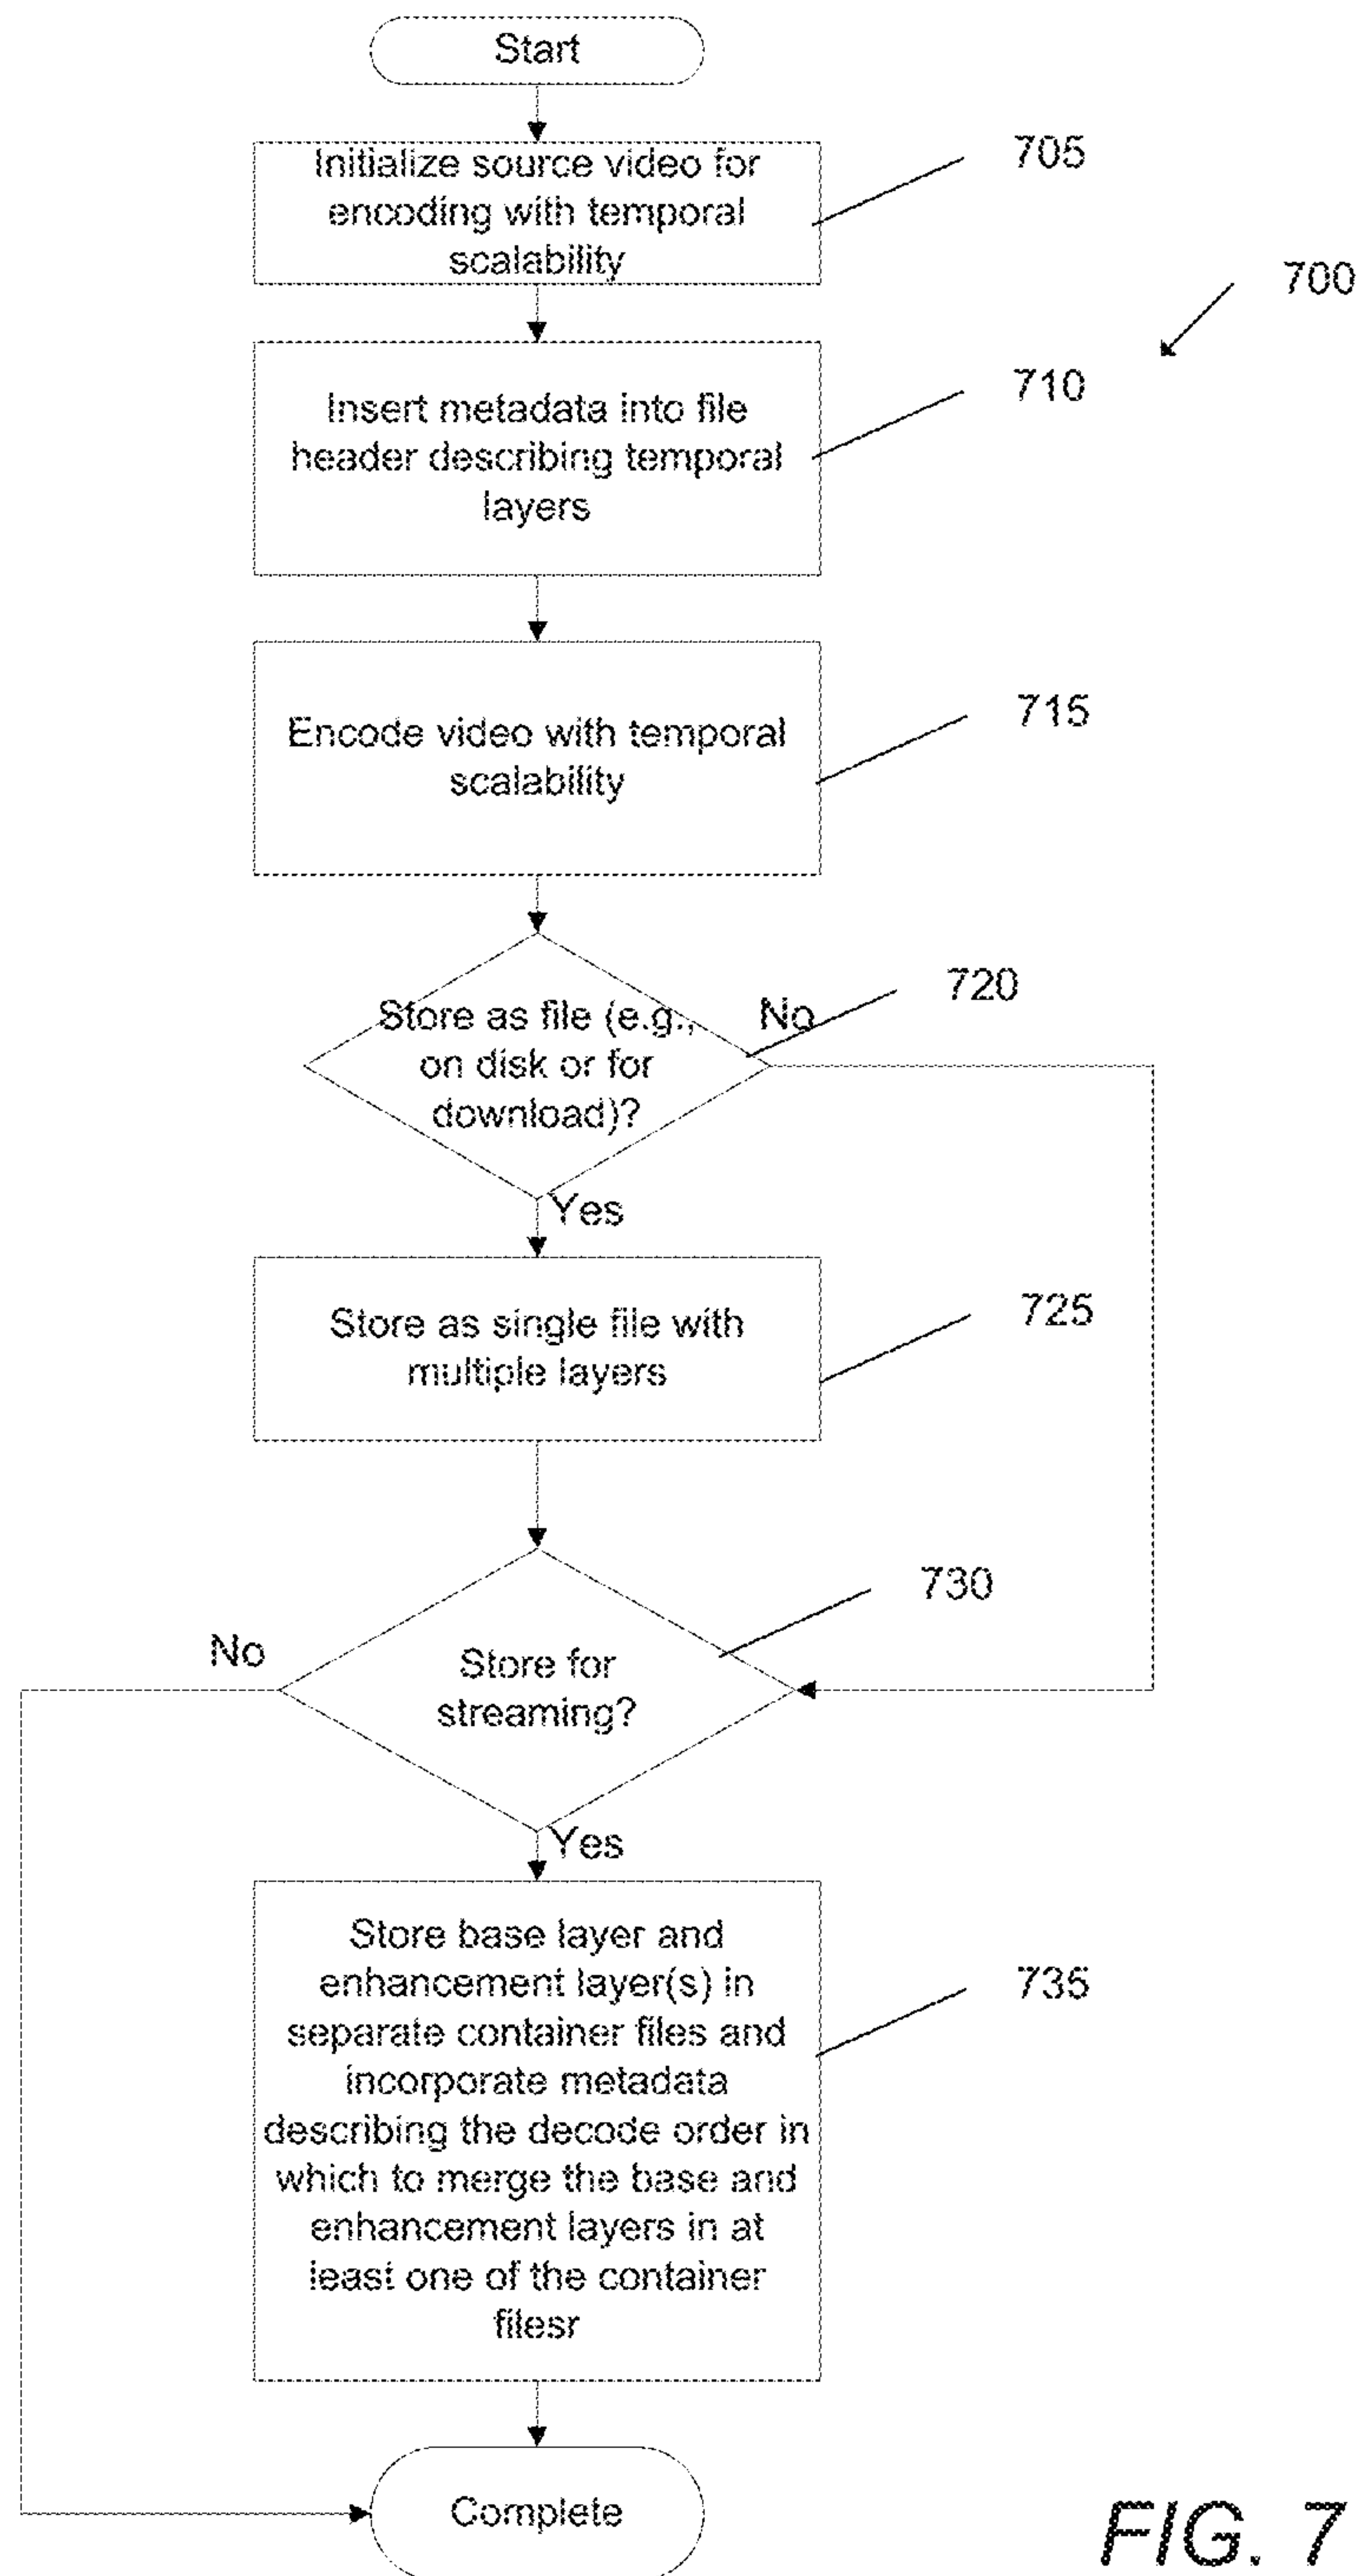 Start
Initialize source video for
encoding with temporal
scalability
705
700
Insert metadata into file
header describing temporal
layers
710
Encode video with temporal
scalability
715
Store as file (e.g.,
on disk or for
download)?
No
720
Yes
Store as single file with
multiple layers
725
730
No
Store for
streaming?
Yes
Store base layer and
enhancement layer(s) in
separate container files and
incorporate metadata
describing the decode order in
which to merge the base and
enhancement layers in at
least one of the container
filesr
735
Complete
FIG. 7